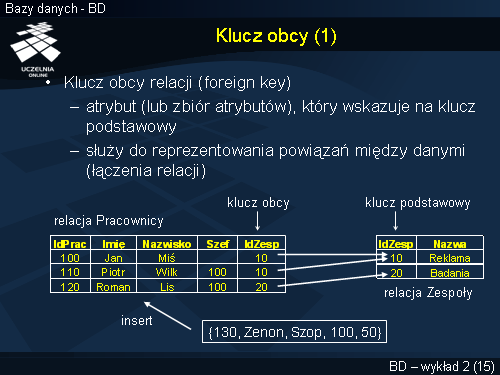 Bazy danych - BD
UCZELNIA
ONLINE
Klucz obcy (1)
• Klucz obcy relacji (foreign key)
– atrybut (lub zbiór atrybutów), który wskazuje na klucz
podstawowy
– służy do reprezentowania powiązań między danymi
(łączenia relacji)
klucz obcy
klucz podstawowy
relacja Pracownicy
IdPrac Imię Nazwisko Szef IdZesp
100 Jan Miś 10
110 Piotr Wilk 100 10
120 Roman Lis 100 20
IdZesp Nazwa
10 Reklama
20 Badania
relacja Zespoły
insert
{130, Zenon, Szop, 100, 50}
BD – wykład 2 (15)